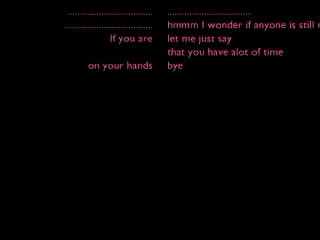 .................................... ....................................
..................................... hmmm I wonder if anyone is still
If you are let me just say
that you have alot of time
on your hands bye